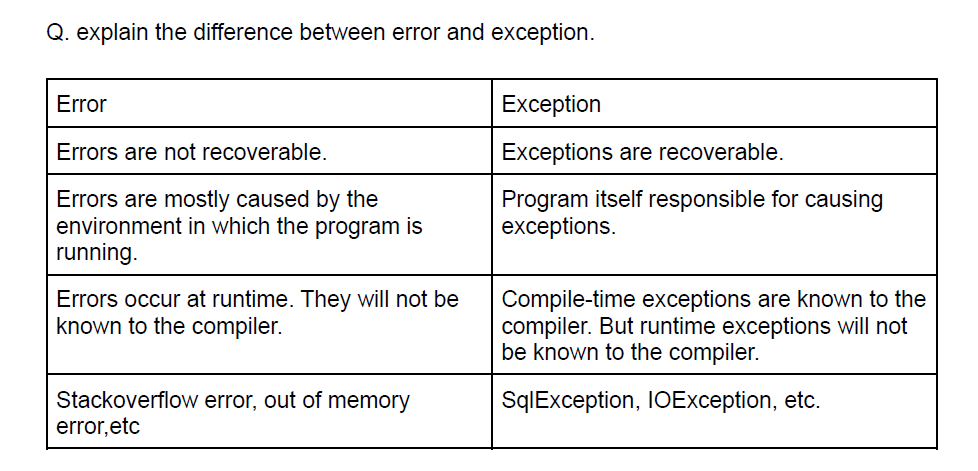 Q. explain the difference between error and exception.
Error
Exception
Errors are not recoverable.
Exceptions are recoverable.
Errors are mostly caused by the
environment in which the program is
running.
Program itself responsible for causing
exceptions.
Errors occur at runtime. They will not be
known to the compiler.
Compile-time exceptions are known to the
compiler. But runtime exceptions will not
be known to the compiler.
Stackoverflow error, out of memory
error,etc
SqlException, IOException, etc.